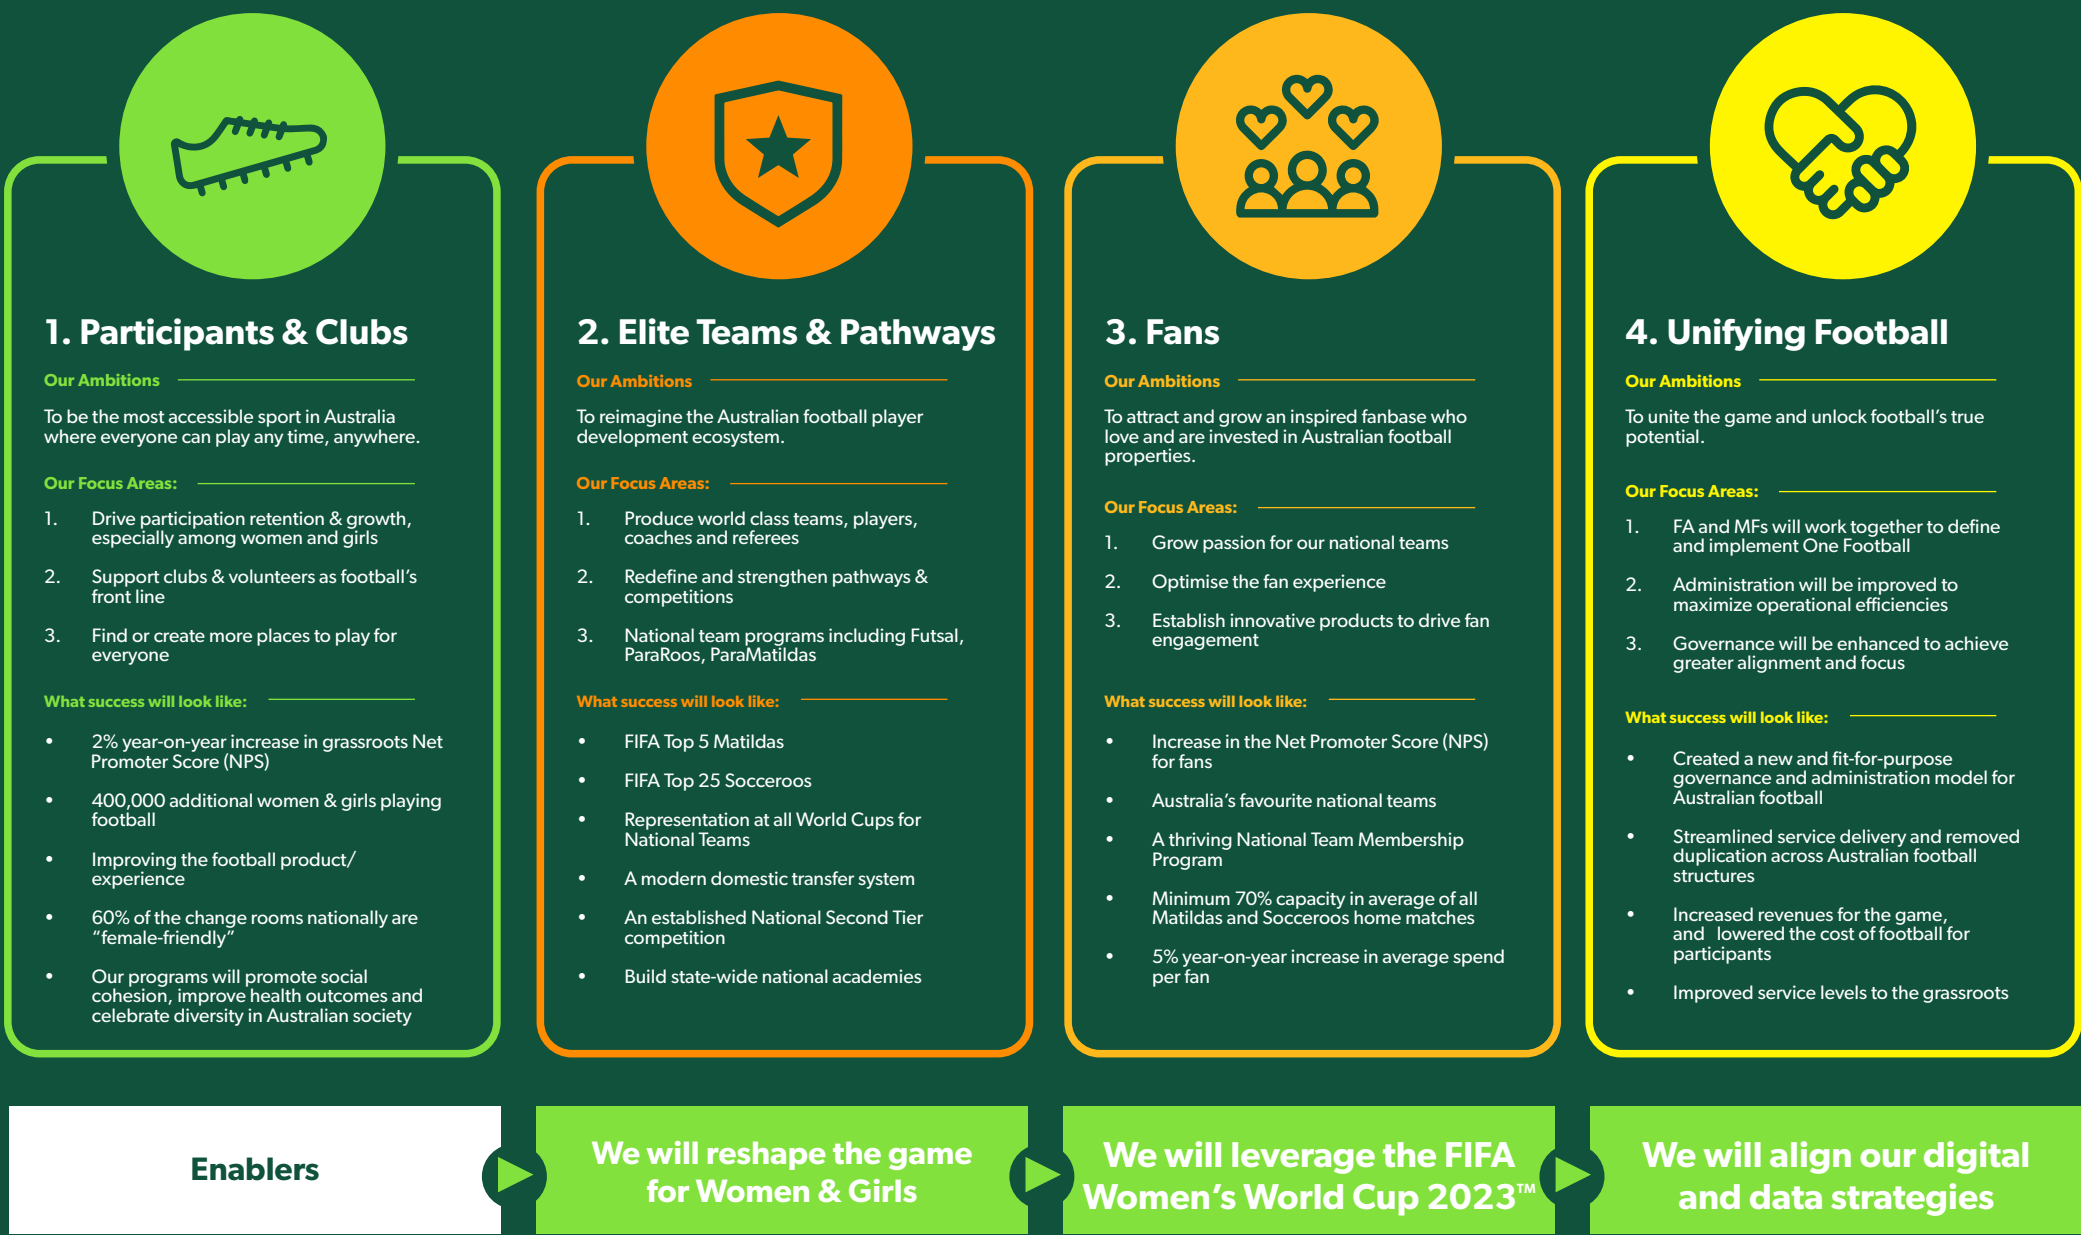 1. Participants & Clubs
Our Ambitions
To be the most accessible sport in Australia
where everyone can play any time, anywhere.
Our Focus Areas:
1. Drive participation retention & growth,
especially among women and girls
2. Support clubs & volunteers as football's
front line
3. Find or create more places to play for
everyone
What success will look like:
• 2% year-on-year increase in grassroots Net
Promoter Score (NPS)
• 400,000 additional women & girls playing
football
• Improving the football product/
experience
• 60% of the change rooms nationally are
“female-friendly”
• Our programs will promote social
cohesion, improve health outcomes and
celebrate diversity in Australian society
2. Elite Teams & Pathways
Our Ambitions
To reimagine the Australian football player
development ecosystem.
Our Focus Areas:
1. Produce world class teams, players,
coaches and referees
2. Redefine and strengthen pathways &
competitions
3. National team programs including Futsal,
ParaRoos, ParaMatildas
What success will look like:
• FIFA Top 5 Matildas
• FIFA Top 25 Socceroos
• Representation at all World Cups for
National Teams
• A modern domestic transfer system
• An established National Second Tier
competition
• Build state-wide national academies
3. Fans
Our Ambitions
To attract and grow an inspired fanbase who
love and are invested in Australian football
properties.
Our Focus Areas:
1. Grow passion for our national teams
2. Optimise the fan experience
3. Establish innovative products to drive fan
engagement
What success will look like:
• Increase in the Net Promoter Score (NPS)
for fans
• Australia's favourite national teams
• A thriving National Team Membership
Program
• Minimum 70% capacity in average of all
Matildas and Socceroos home matches
• 5% year-on-year increase in average spend
per fan
4. Unifying Football
Our Ambitions
To unite the game and unlock football's true
potential.
Our Focus Areas:
1. FA and MFs will work together to define
and implement One Football
2. Administration will be improved to
maximize operational efficiencies
3. Governance will be enhanced to achieve
greater alignment and focus
What success will look like:
• Created a new and fit-for-purpose
governance and administration model for
Australian football
• Streamlined service delivery and removed
duplication across Australian football
structures
• Increased revenues for the game,
and lowered the cost of football for
participants
• Improved service levels to the grassroots
Enablers
We will reshape the game
for Women & Girls
We will leverage the FIFA
Women's World Cup 2023™
We will align our digital
and data strategies